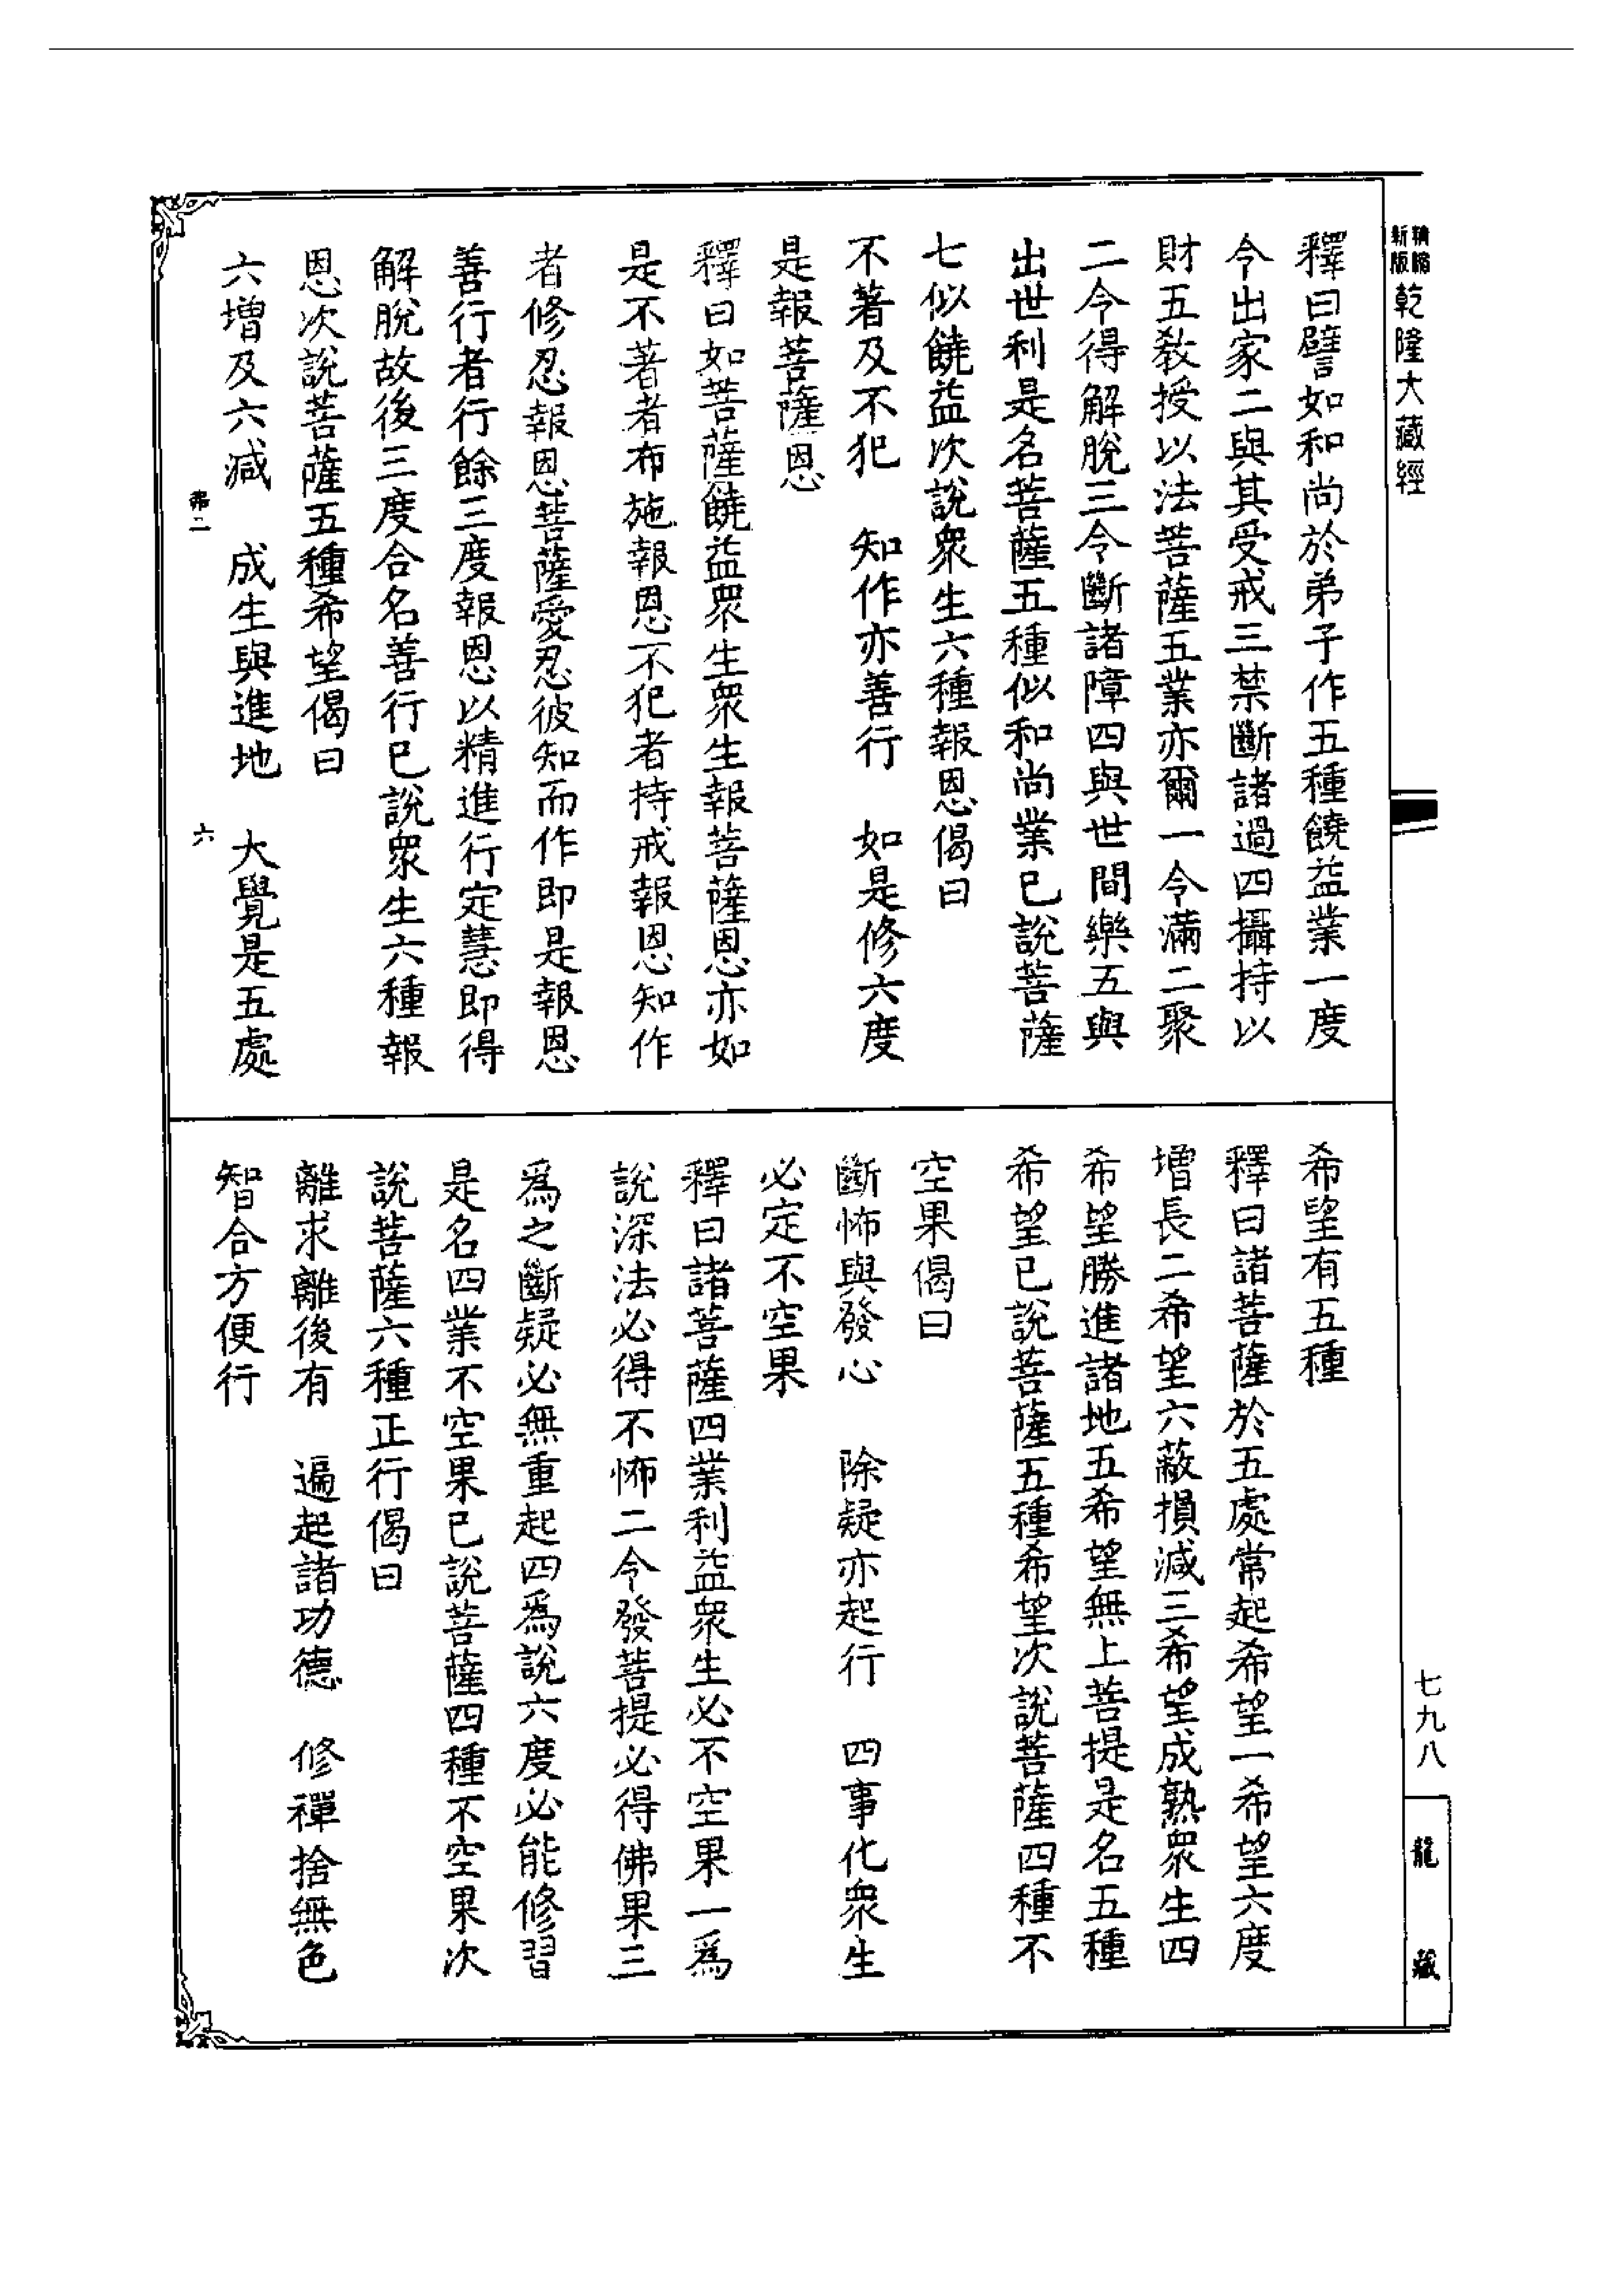 精縮
新版
乾隆大藏經
七九八
龍藏
釋曰譬如和尚於弟子作五種饒益業一度
令出家二與其受戒三禁斷諸過四攝持以
財五教授以法菩薩五業亦爾一令滿二聚
二令得解脫三令斷諸障四與世間樂五與
出世利是名菩薩五種似和尚業已說菩薩
七似饒益次說眾生六種報恩偈曰
不著及不犯　知作亦善行　如是修六度
是報菩薩恩
釋曰如菩薩饒益眾生眾生報菩薩恩亦如
是不著者布施報恩不犯者持戒報恩知作
者修忍報恩菩薩愛忍彼知而作即是報恩
善行者行餘三度報恩以精進行定慧即得
解脫故後三度合名善行已說眾生六種報
恩次說菩薩五種希望偈曰
六增及六減　成生與進地　大覺是五處
弗二　六
希望有五種
釋曰諸菩薩於五處常起希望一希望六度
增長二希望六蔽損減三希望成熟眾生四
希望勝進諸地五希望無上菩提是名五種
希望已說菩薩五種希望次說菩薩四種不
空果偈曰
斷怖與發心　除疑亦起行　四事化眾生
必定不空果
釋曰諸菩薩四業利益眾生必不空果一爲
說深法必得不怖二令發菩提必得佛果三
爲之斷疑必無重起四爲說六度必能修習
是名四業不空果已說菩薩四種不空果次
說菩薩六種正行偈曰
離求離後有　遍起諸功德　修禪捨無色
智合方便行